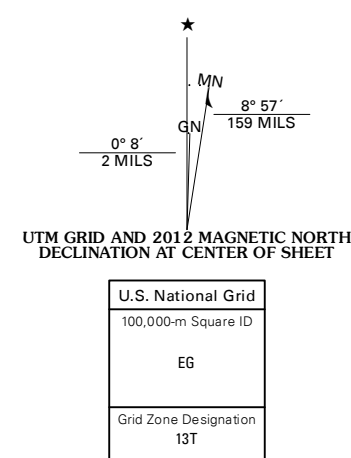 ★
MN
8° 57´
159 MILS
GN
0° 8´
2 MILS
UTM GRID AND 2012 MAGNETIC NORTH
DECLINATION AT CENTER OF SHEET
U.S. National Grid
100,000-m Square ID
EG
Grid Zone Designation
13T